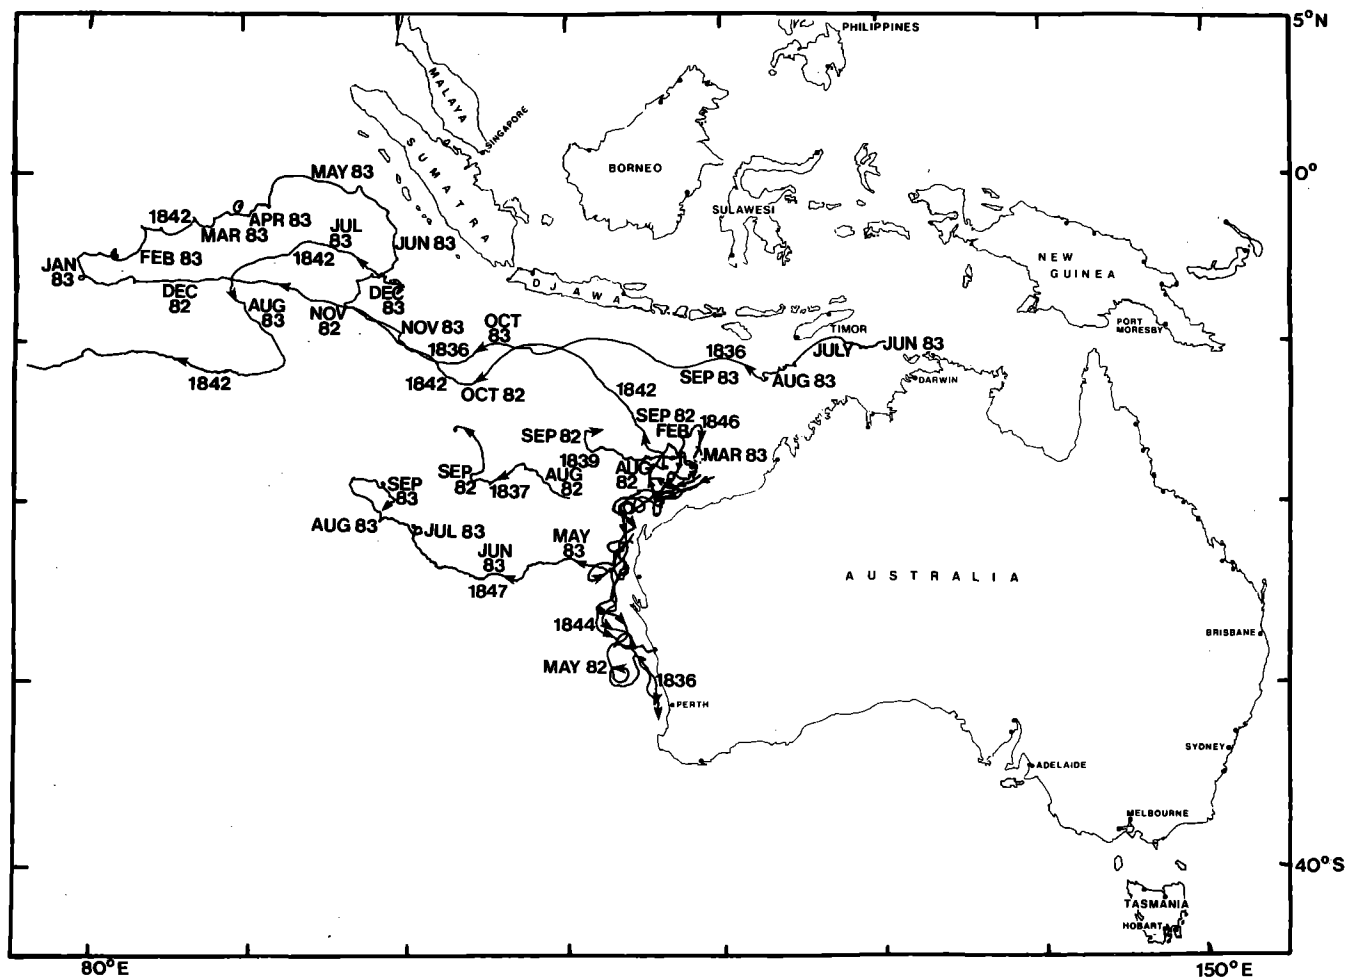 5°N
PHILIPPINES
MALAYA
SINGAPORE
SUMATRA
BORNEO
SULAWESI
0°
MAY 83
1842
APR 83
MAR 83
JUL
83
JUN 83
FEB 83
1842
JAN
83
DEC
82
AUG
83
NOV
82
DEC
83
DJAWA
NEW
GUINEA
PORT
MORESBY
TIMOR
NOV 83
OCT
83
1836
1842
OCT 82
1842
1836
SEP 83
JULY
JUN 83
AUG 83
DARWIN
1842
SEP 82
FEB
1846
MAR 83
SEP 82
1839
AUG
82
AUG
82
SEP
82
1837
SEP
83
AUG 83
JUL 83
JUN
83
1847
MAY
83
AUSTRALIA
1844
MAY 82
1836
PERTH
BRISBANE
SYDNEY
ADELAIDE
MELBOURNE
40°S
TASMANIA
HOBART
80°E
150°E